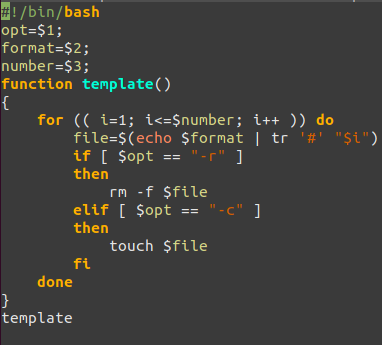 #!/bin/bash
opt=$1;
format=$2;
number=$3;
function template()
{
    for (( i=1; i<=$number; i++ )) do
        file=$(echo $format | tr '#' "$i")
        if [ $opt == "-r" ]
        then
            rm -f $file
        elif [ $opt == "-c" ]
        then
            touch $file
        fi
    done
}
template